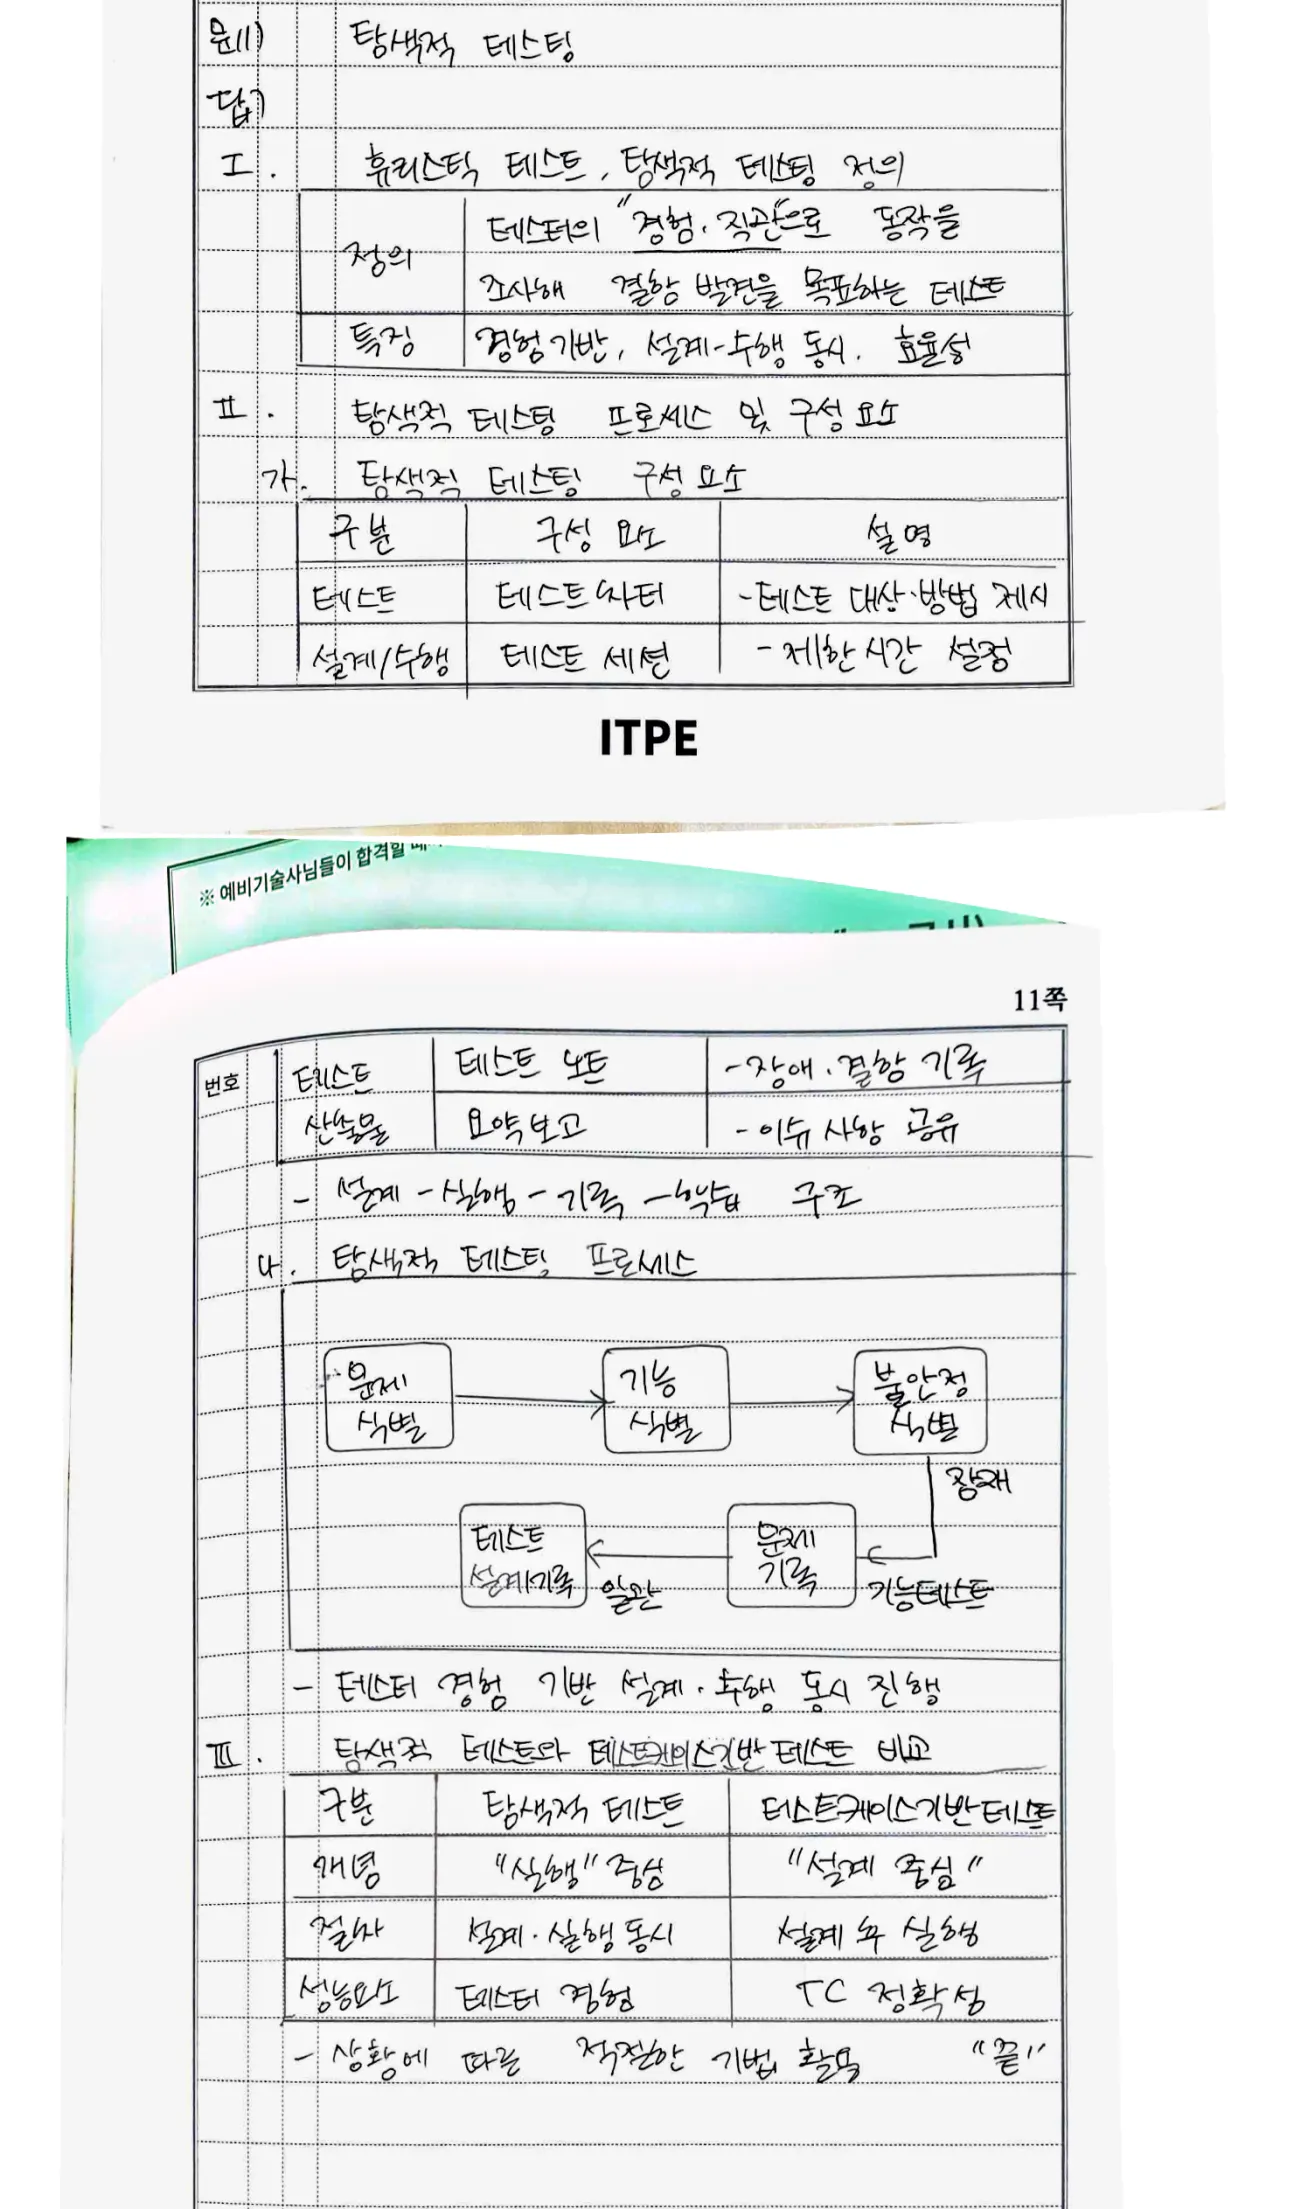 문11) 탐색적 테스팅
답)
I. 휴리스틱 테스트, 탐색적 테스팅 정의
정의 테스터의 "경험·직관"으로 동작을
조사해 결함 발견을 목표하는 테스트
특징 경험기반, 설계-수행 동시, 효율성
II. 탐색적 테스팅 프로세스 및 구성요소
가. 탐색적 테스팅 구성요소
구분 구성 요소 설명
테스트 테스트 차터 - 테스트 대상·방법 제시
설계/수행 테스트 세션 - 제한시간 설정
ITPE
※ 예비기술사님들이 합격할 때
11쪽
번호 테스트 테스트 노트 - 장애·결함 기록
산출물 요약보고 - 이슈사항 공유
- 설계 - 실행 - 기록 - 학습 구조
나. 탐색적 테스팅 프로세스
문제 기능 불안정
식별 식별 식별
잠재
테스트 문제
설계기록 일관 기록 기능테스트
- 테스터 경험 기반 설계·수행 동시 진행
III. 탐색적 테스트와 테스트케이스기반테스트 비교
구분 탐색적 테스트 테스트케이스기반테스트
개념 "실행" 중심 "설계 중심"
절차 설계·실행 동시 설계 후 실행
성능요소 테스터 경험 TC 정확성
- 상황에 따른 적절한 기법 활용 "끝"